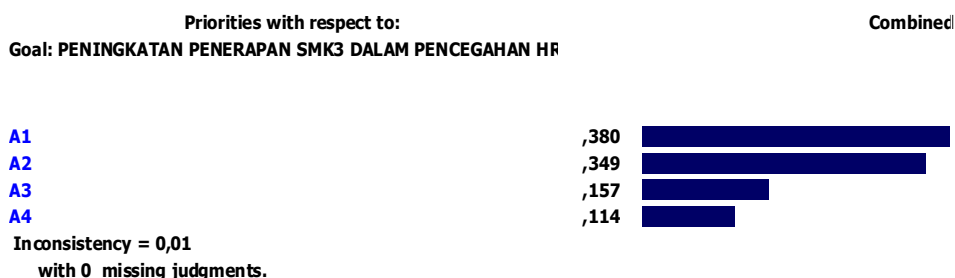 Priorities with respect to: Combined
Goal: PENINGKATAN PENERAPAN SMK3 DALAM PENCEGAHAN HR
A1 ,380
A2 ,349
A3 ,157
A4 ,114
Inconsistency = 0,01
with 0 missing judgments.